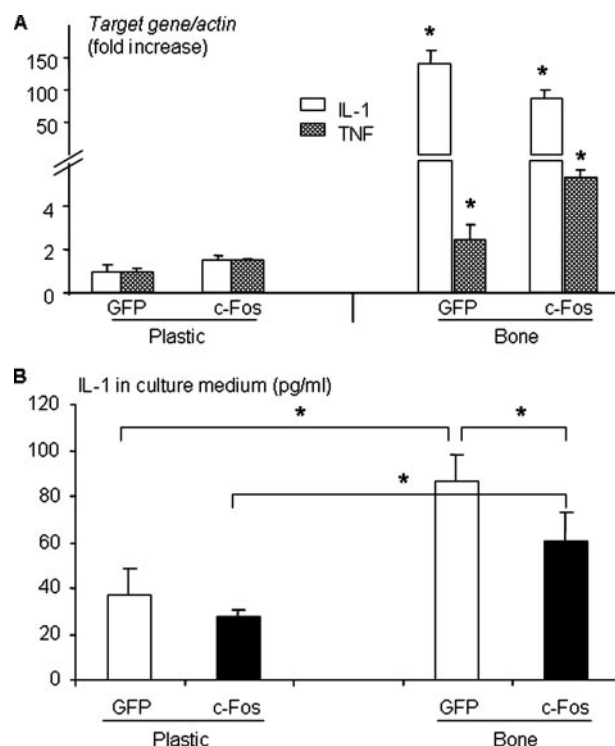 A
Target gene/actin
(fold increase)
150
100
50
4
2
0
IL-1
TNF
* * * *
GFP c-Fos GFP c-Fos
Plastic Bone
B
IL-1 in culture medium (pg/ml)
120
100
80
60
40
20
0
* *
*
GFP c-Fos GFP c-Fos
Plastic Bone